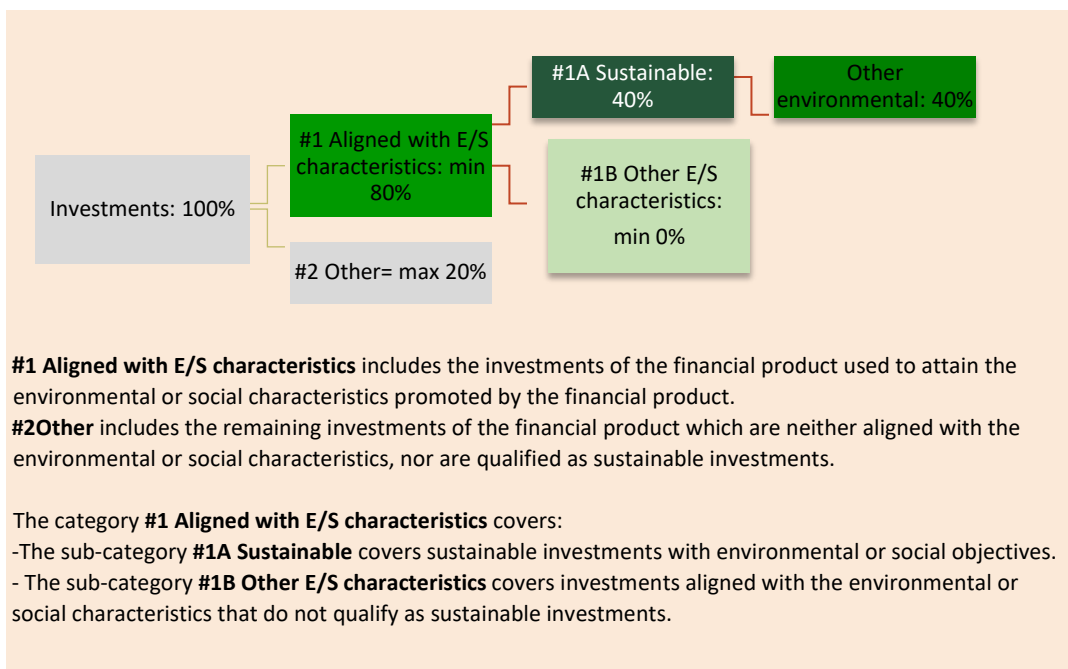 #1A Sustainable:
40%
Other
environmental: 40%
#1 Aligned with E/S
characteristics: min
80%
#1B Other E/S
characteristics:
min 0%
Investments: 100%
#2 Other= max 20%
#1 Aligned with E/S characteristics includes the investments of the financial product used to attain the
environmental or social characteristics promoted by the financial product.
#2Other includes the remaining investments of the financial product which are neither aligned with the
environmental or social characteristics, nor are qualified as sustainable investments.
The category #1 Aligned with E/S characteristics covers:
-The sub-category #1A Sustainable covers sustainable investments with environmental or social objectives.
- The sub-category #1B Other E/S characteristics covers investments aligned with the environmental or
social characteristics that do not qualify as sustainable investments.